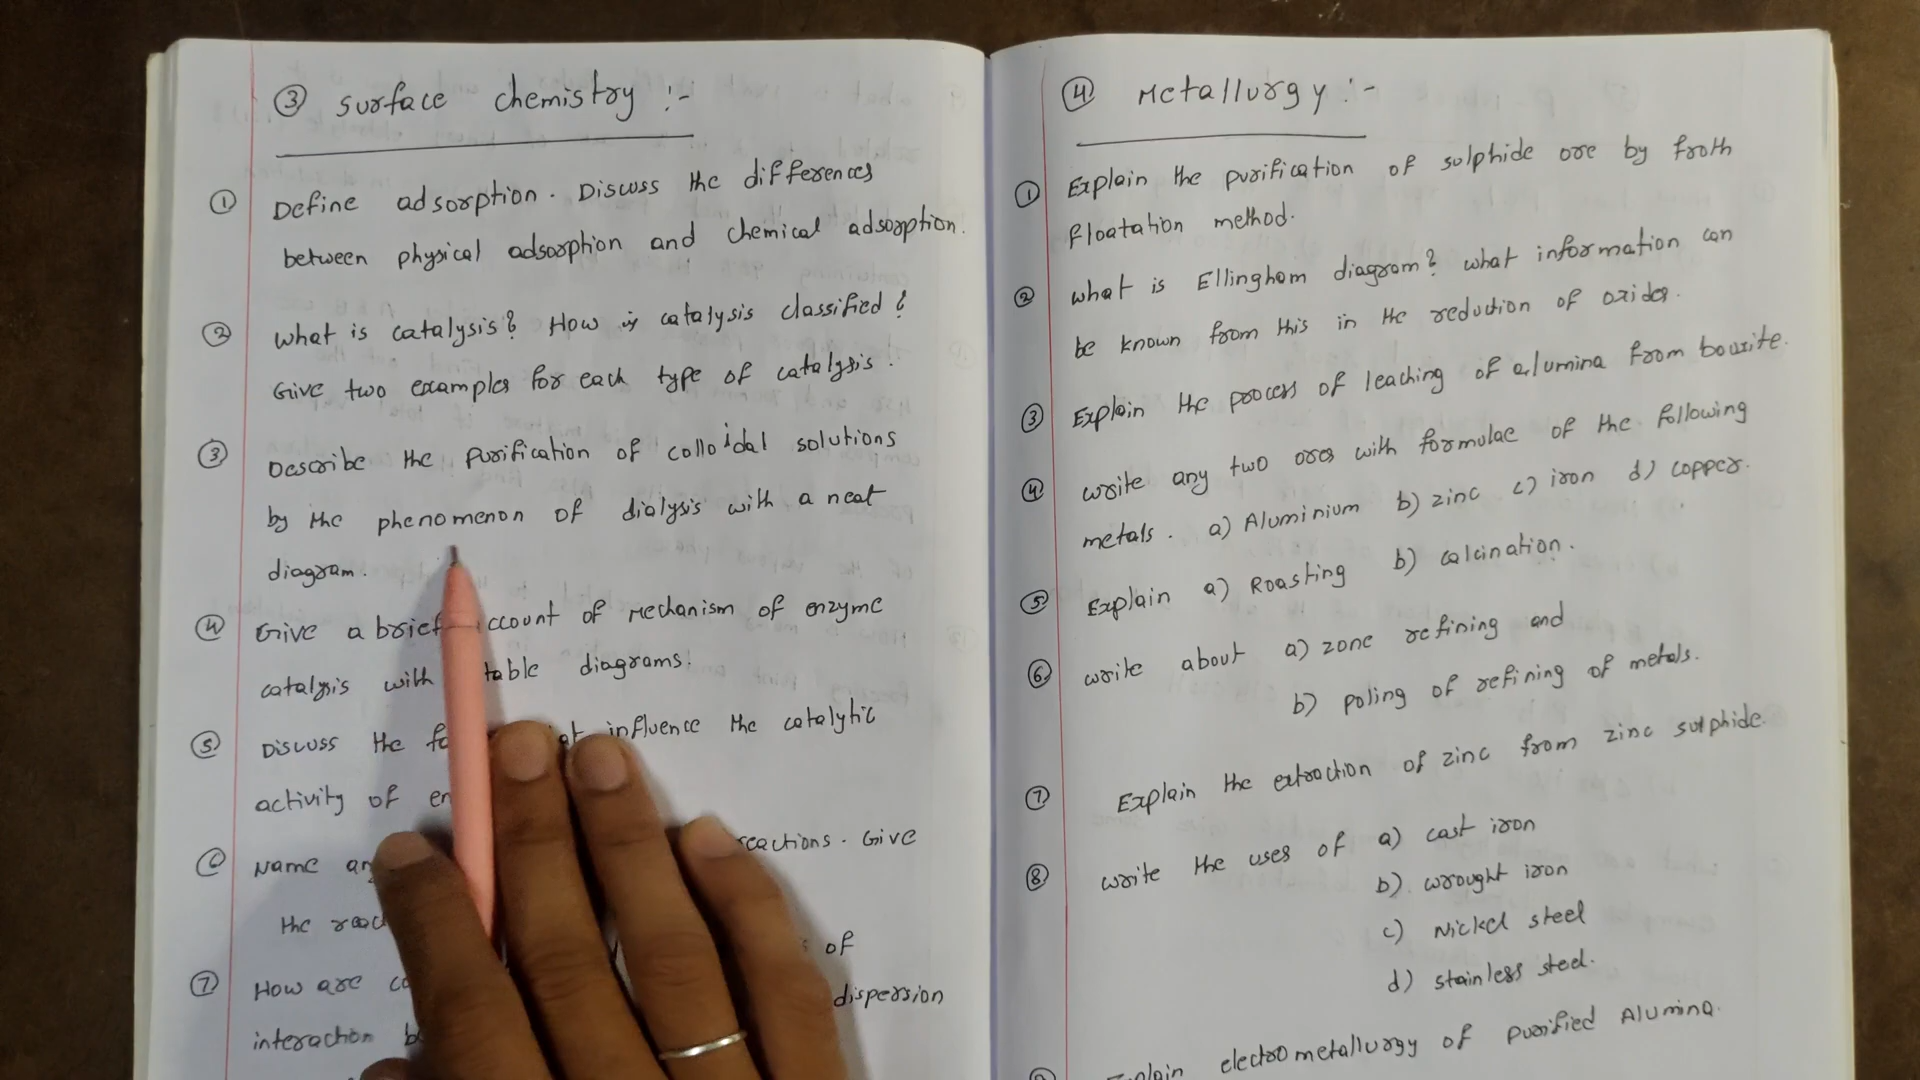 ③ surface chemistry :-
① Define adsorption. Discuss the differences
between physical adsorption and chemical adsorption.
② what is catalysis? How is catalysis classified?
Give two examples for each type of catalysis.
③ Describe the purification of colloidal solutions
by the phenomenon of dialysis with a neat
diagram.
④ Give a brief ccount of mechanism of enzyme
catalysis with table diagrams.
⑤ Discuss the influence the catalytic
activity of
⑥ Name reactions. Give
the
⑦ How are of
dispersion
interaction
④ Metallurgy :-
① Explain the purification of sulphide ore by froth
floatation method.
② what is Ellingham diagram? what information can
be known from this in the reduction of oxides.
③ Explain the process of leaching of alumina from bauxite.
④ write any two ores with formulae of the following
metals. a) Aluminium b) zinc c) iron d) copper.
⑤ Explain a) Roasting b) calcination.
⑥ write about a) zone refining and
b) poling of refining of metals.
⑦ Explain the extraction of zinc from zinc sulphide.
⑧ write the uses of a) cast iron
b) wrought iron
c) Nickel steel
d) stainless steel.
Explain electrometallurgy of purified Alumina.